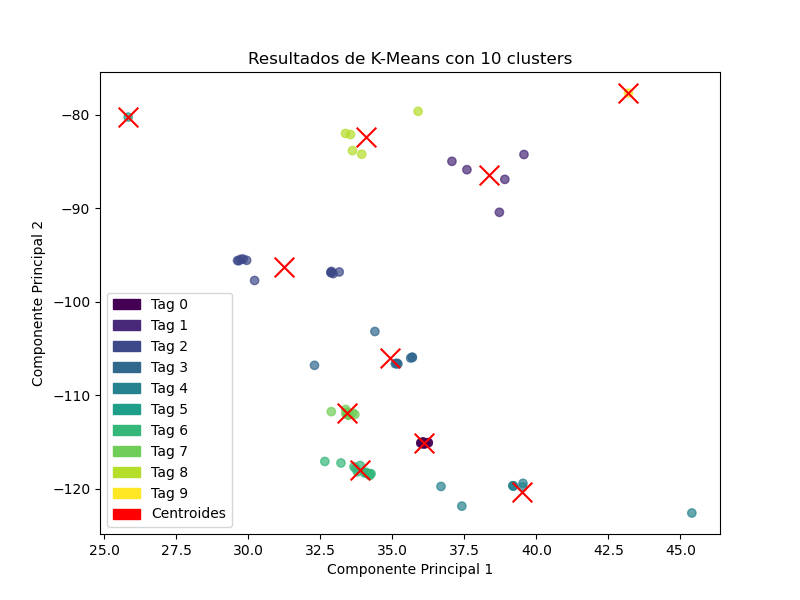 Resultados de K-Means con 10 clusters
Componente Principal 2
−80
−90
−100
−110
−120
Tag 0
Tag 1
Tag 2
Tag 3
Tag 4
Tag 5
Tag 6
Tag 7
Tag 8
Tag 9
Centroides
25.0 27.5 30.0 32.5 35.0 37.5 40.0 42.5 45.0
Componente Principal 1